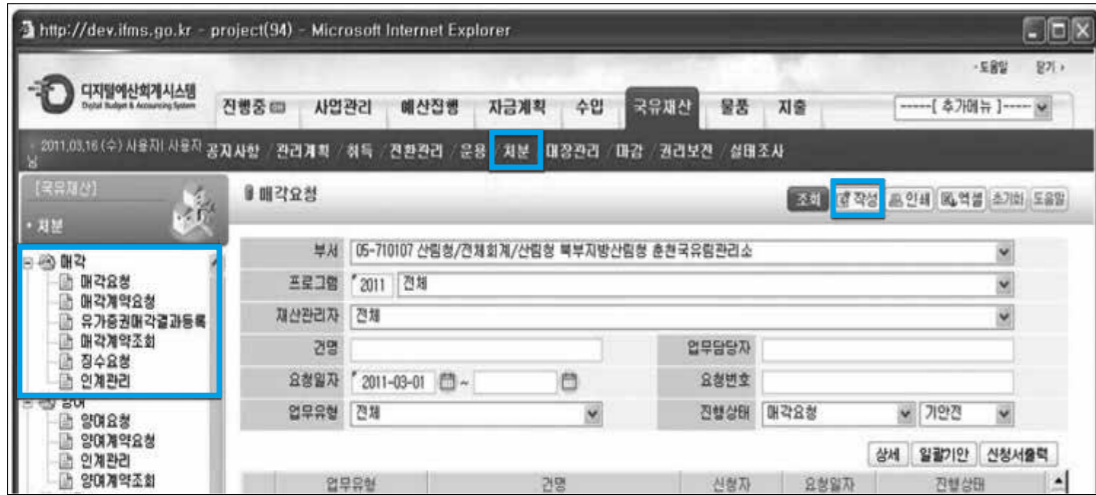 http://dev.ifms.go.kr - project(94) - Microsoft Internet Explorer
·도움말 닫기
디지털예산회계시스템
Digital Budget & Accounting System
진행중 사업관리 예산집행 자금계획 수입 국유재산 물품 지출 -----[ 추가메뉴 ]-----
2011.03.16 (수) 사용자| 사용자님 공지사항 / 관리계획 / 취득 / 전환관리 / 운용 / 처분 / 대장관리 / 마감 / 권리보전 / 실태조사
[국유재산]
• 처분
매각요청 조회 작성 인쇄 엑셀 초기화 도움말
매각
매각요청
매각계약요청
유가증권매각결과등록
매각계약조회
징수요청
인계관리
양여
양여요청
양여계약요청
인계관리
양여계약조회
부서 05-710107 산림청/전체회계/산림청 북부지방산림청 춘천국유림관리소
프로그램 2011 전체
재산관리자 전체
건명 업무담당자
요청일자 2011-03-01 ~ 요청번호
업무유형 전체 진행상태 매각요청 기안전
상세 일괄기안 신청서출력
업무유형 건명 신청자 요청일자 진행상태